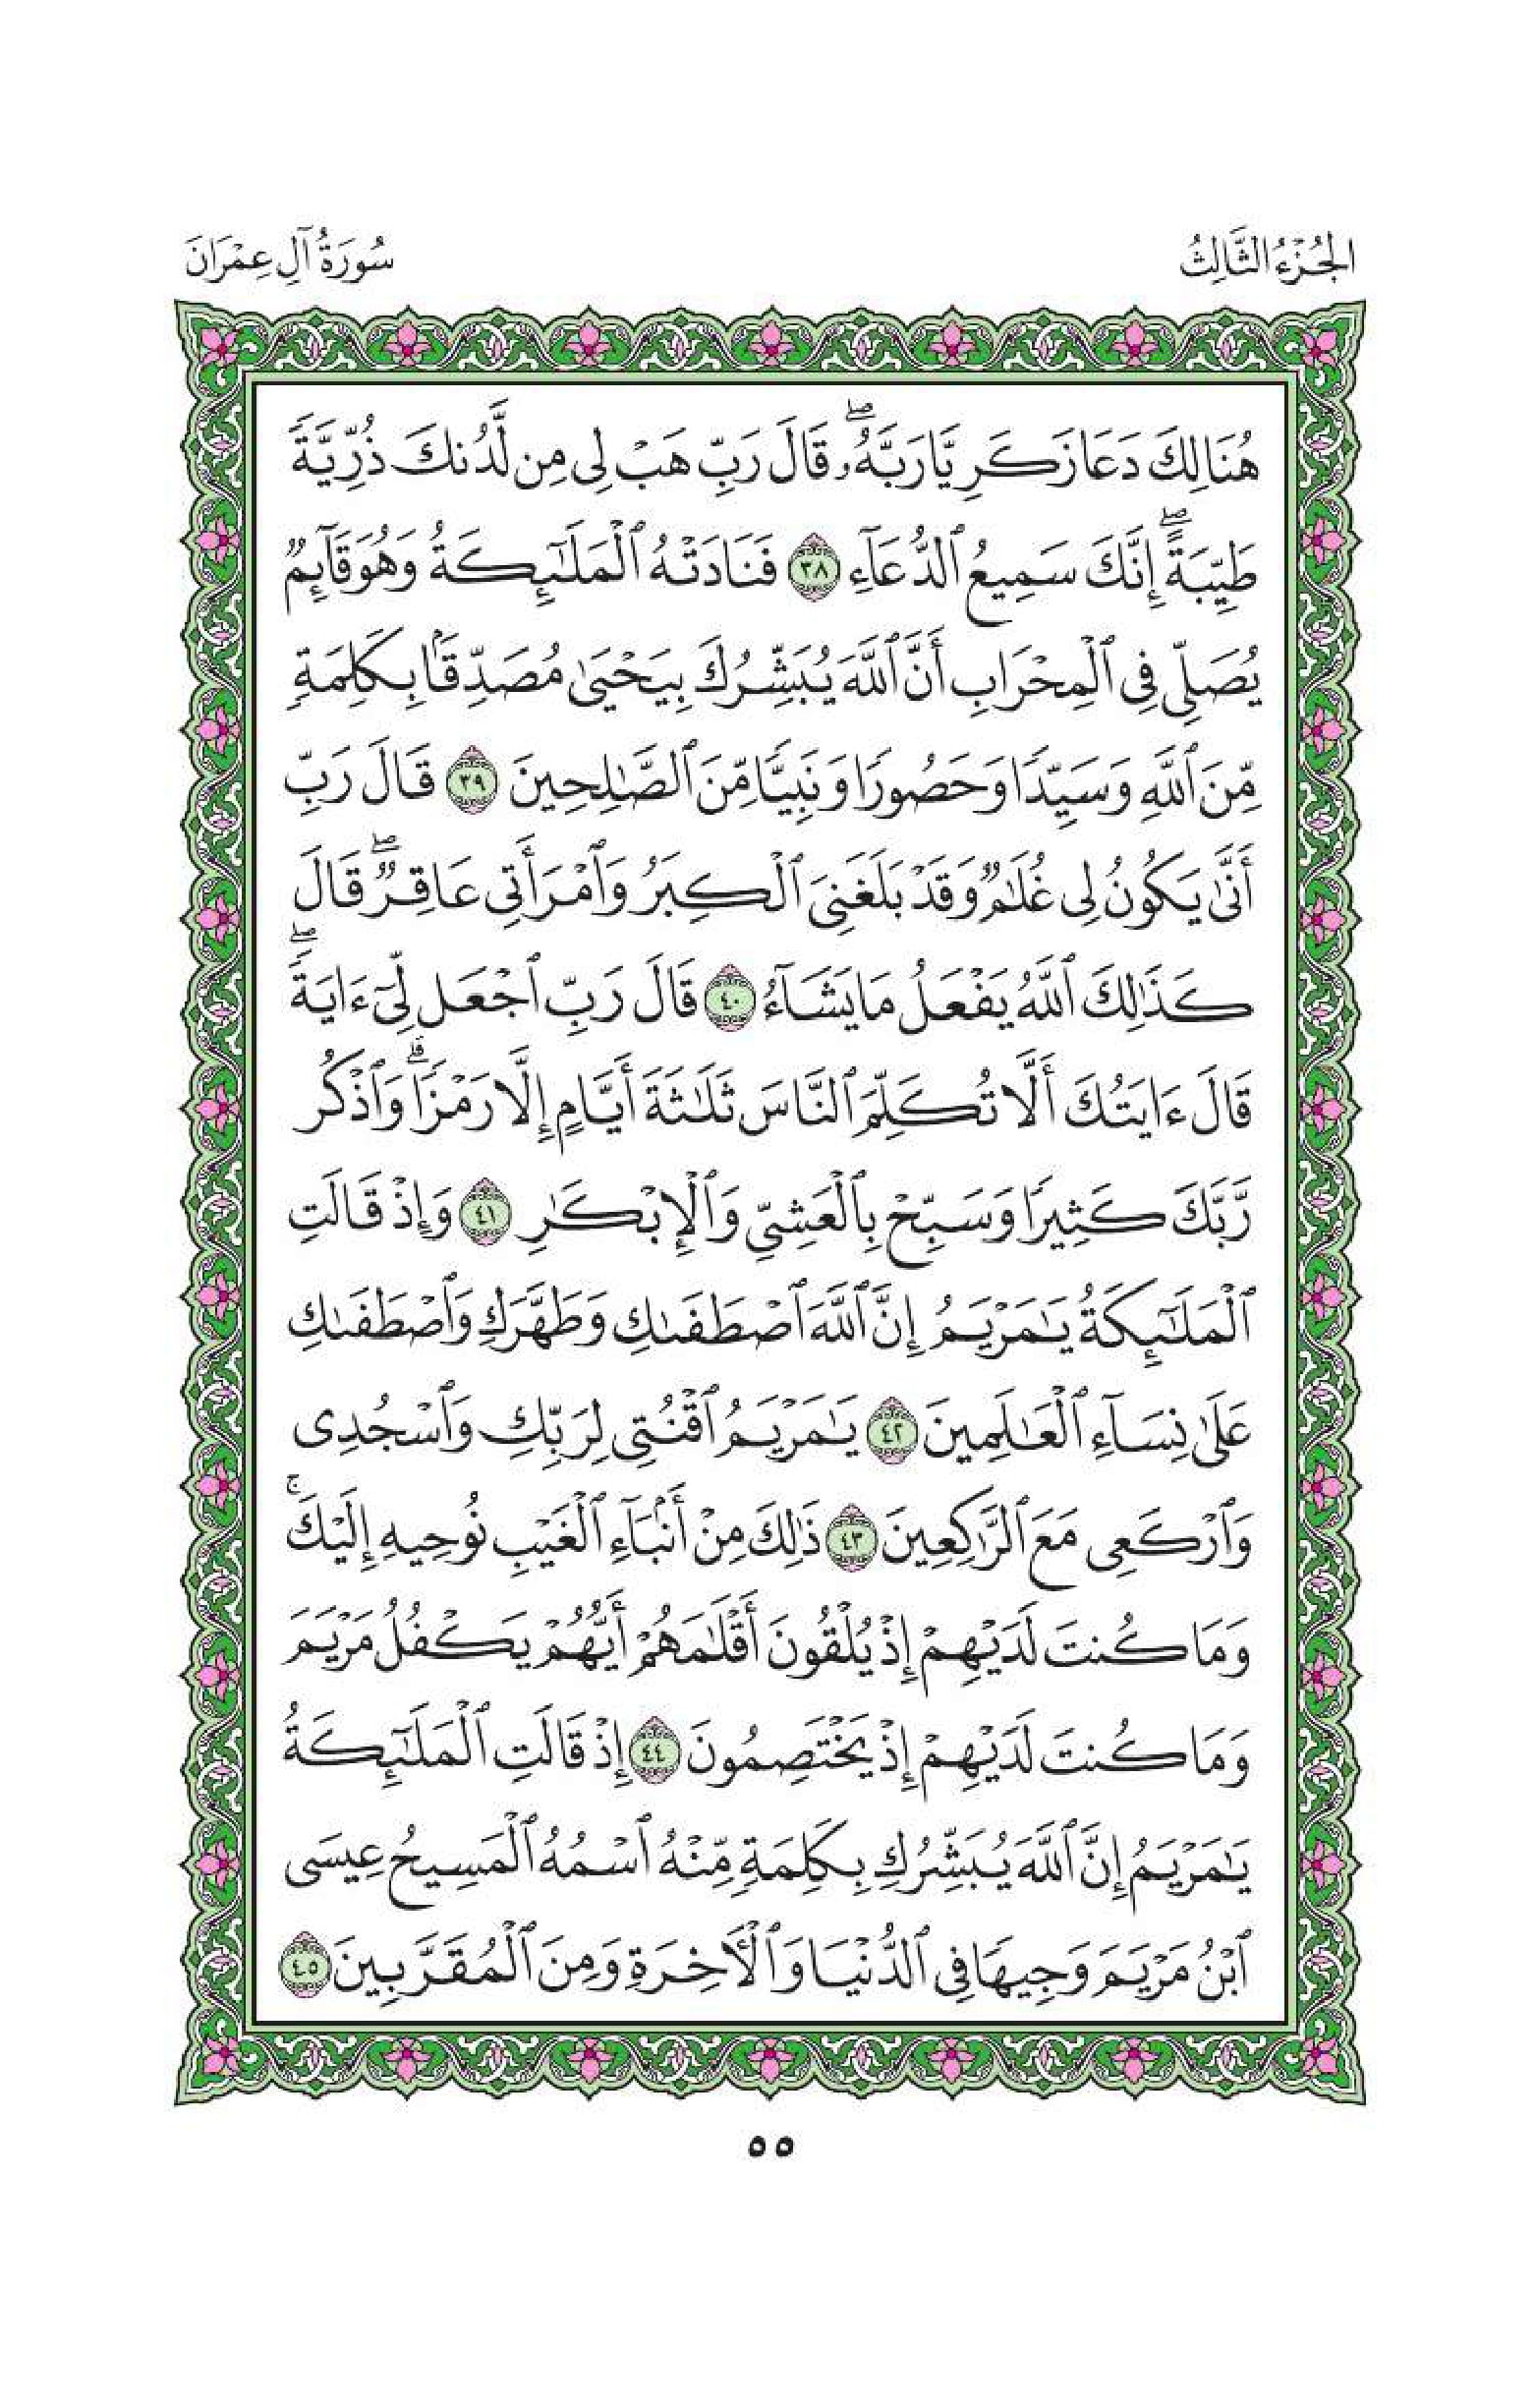 الجُزْءُ الثَّالِثُ
سُورَةُ آلِ عِمْرَانَ
هُنَالِكَ دَعَا زَكَرِيَّا رَبَّهُۥۖ قَالَ رَبِّ هَبْ لِى مِن لَّدُنكَ ذُرِّيَّةً
طَيِّبَةًۖ إِنَّكَ سَمِيعُ ٱلدُّعَآءِ ٣٨ فَنَادَتْهُ ٱلْمَلَٰٓئِكَةُ وَهُوَ قَآئِمٌ
يُصَلِّى فِى ٱلْمِحْرَابِ أَنَّ ٱللَّهَ يُبَشِّرُكَ بِيَحْيَىٰ مُصَدِّقَۢا بِكَلِمَةٍ
مِّنَ ٱللَّهِ وَسَيِّدًا وَحَصُورًا وَنَبِيًّا مِّنَ ٱلصَّٰلِحِينَ ٣٩ قَالَ رَبِّ
أَنَّىٰ يَكُونُ لِى غُلَٰمٌ وَقَدْ بَلَغَنِىَ ٱلْكِبَرُ وَٱمْرَأَتِى عَاقِرٌۖ قَالَ
كَذَٰلِكَ ٱللَّهُ يَفْعَلُ مَا يَشَآءُ ٤٠ قَالَ رَبِّ ٱجْعَل لِّىٓ ءَايَةًۖ
قَالَ ءَايَتُكَ أَلَّا تُكَلِّمَ ٱلنَّاسَ ثَلَٰثَةَ أَيَّامٍ إِلَّا رَمْزًاۗ وَٱذْكُر
رَّبَّكَ كَثِيرًا وَسَبِّحْ بِٱلْعَشِىِّ وَٱلْإِبْكَٰرِ ٤١ وَإِذْ قَالَتِ
ٱلْمَلَٰٓئِكَةُ يَٰمَرْيَمُ إِنَّ ٱللَّهَ ٱصْطَفَىٰكِ وَطَهَّرَكِ وَٱصْطَفَىٰكِ
عَلَىٰ نِسَآءِ ٱلْعَٰلَمِينَ ٤٢ يَٰمَرْيَمُ ٱقْنُتِى لِرَبِّكِ وَٱسْجُدِى
وَٱرْكَعِى مَعَ ٱلرَّٰكِعِينَ ٤٣ ذَٰلِكَ مِنْ أَنۢبَآءِ ٱلْغَيْبِ نُوحِيهِ إِلَيْكَۚ
وَمَا كُنتَ لَدَيْهِمْ إِذْ يُلْقُونَ أَقْلَٰمَهُمْ أَيُّهُمْ يَكْفُلُ مَرْيَمَ
وَمَا كُنتَ لَدَيْهِمْ إِذْ يَخْتَصِمُونَ ٤٤ إِذْ قَالَتِ ٱلْمَلَٰٓئِكَةُ
يَٰمَرْيَمُ إِنَّ ٱللَّهَ يُبَشِّرُكِ بِكَلِمَةٍ مِّنْهُ ٱسْمُهُ ٱلْمَسِيحُ عِيسَى
ٱبْنُ مَرْيَمَ وَجِيهًا فِى ٱلدُّنْيَا وَٱلْءَاخِرَةِ وَمِنَ ٱلْمُقَرَّبِينَ ٤٥
٥٥